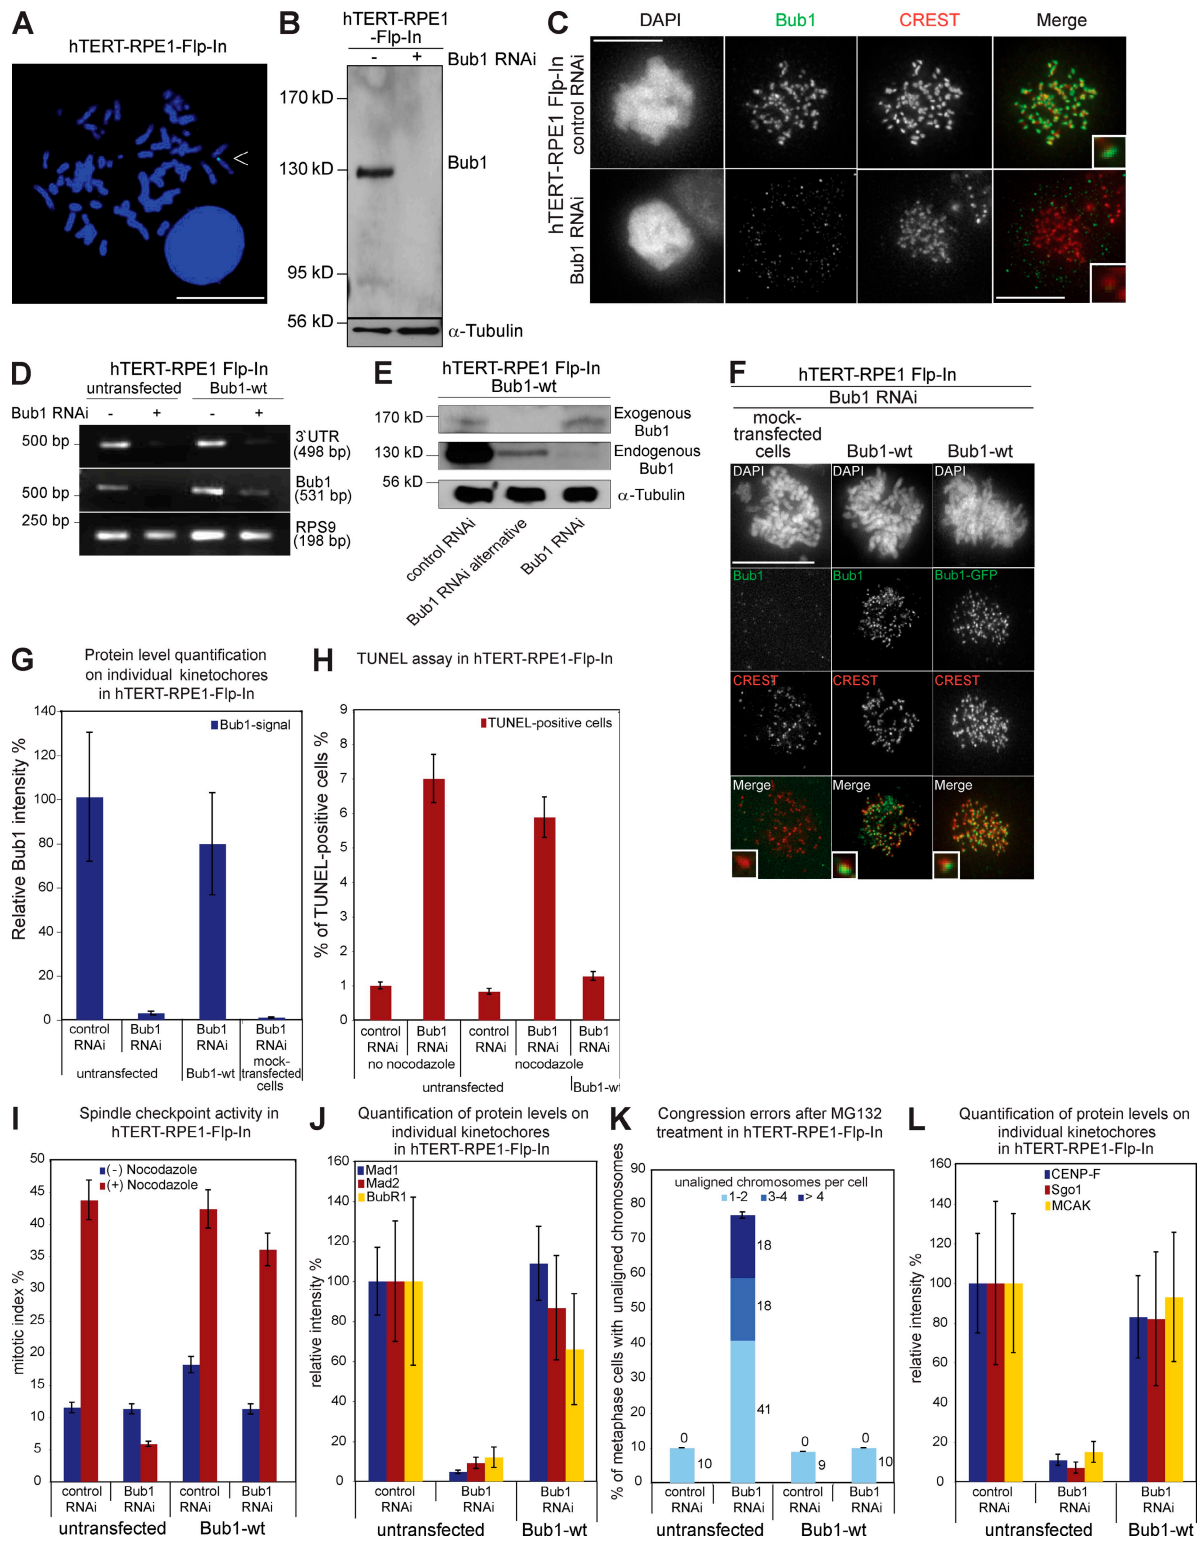 A
hTERT-RPE1-Flp-In
B
hTERT-RPE1
-Flp-In
- + Bub1 RNAi
170 kD
130 kD
Bub1
95 kD
56 kD
α-Tubulin
C
DAPI Bub1 CREST Merge
hTERT-RPE1 Flp-In
control RNAi
Bub1 RNAi
D
hTERT-RPE1 Flp-In
untransfected Bub1-wt
Bub1 RNAi - + - +
500 bp
3`UTR
(498 bp)
500 bp
Bub1
(531 bp)
250 bp
RPS9
(198 bp)
E
hTERT-RPE1 Flp-In
Bub1-wt
170 kD
Exogenous
Bub1
130 kD
Endogenous
Bub1
56 kD
α-Tubulin
control RNAi
Bub1 RNAi alternative
Bub1 RNAi
F
hTERT-RPE1 Flp-In
Bub1 RNAi
mock-
transfected
cells
Bub1-wt Bub1-wt
DAPI DAPI DAPI
Bub1 Bub1 Bub1-GFP
CREST CREST CREST
Merge Merge Merge
G
Protein level quantification
on individual kinetochores
in hTERT-RPE1-Flp-In
Relative Bub1 intensity %
140
120
100
80
60
40
20
0
Bub1-signal
control RNAi
Bub1 RNAi
Bub1 RNAi
Bub1 RNAi
untransfected
Bub1-wt
mock-
transfected
cells
H
TUNEL assay in hTERT-RPE1-Flp-In
% of TUNEL-positive cells %
9
8
7
6
5
4
3
2
1
0
TUNEL-positive cells
control RNAi
Bub1 RNAi
control RNAi
Bub1 RNAi
Bub1 RNAi
no nocodazole nocodazole
untransfected Bub1-wt
I
Spindle checkpoint activity in
hTERT-RPE1-Flp-In
mitotic index %
50
45
40
35
30
25
20
15
10
5
0
(-) Nocodazole
(+) Nocodazole
control RNAi
Bub1 RNAi
control RNAi
Bub1 RNAi
untransfected Bub1-wt
J
Quantification of protein levels on
individual kinetochores
in hTERT-RPE1-Flp-In
relative intensity %
160
140
120
100
80
60
40
20
0
Mad1
Mad2
BubR1
control RNAi
Bub1 RNAi
Bub1 RNAi
untransfected Bub1-wt
K
Congression errors after MG132
treatment in hTERT-RPE1-Flp-In
% of metaphase cells with unaligned chromosomes
90
80
70
60
50
40
30
20
10
0
unaligned chromosomes per cell
1-2 3-4 > 4
0
10
18
18
41
0
9
0
10
control RNAi
Bub1 RNAi
control RNAi
Bub1 RNAi
untransfected Bub1-wt
L
Quantification of protein levels on
individual kinetochores
in hTERT-RPE1-Flp-In
relative intensity %
160
140
120
100
80
60
40
20
0
CENP-F
Sgo1
MCAK
control RNAi
Bub1 RNAi
Bub1 RNAi
untransfected Bub1-wt